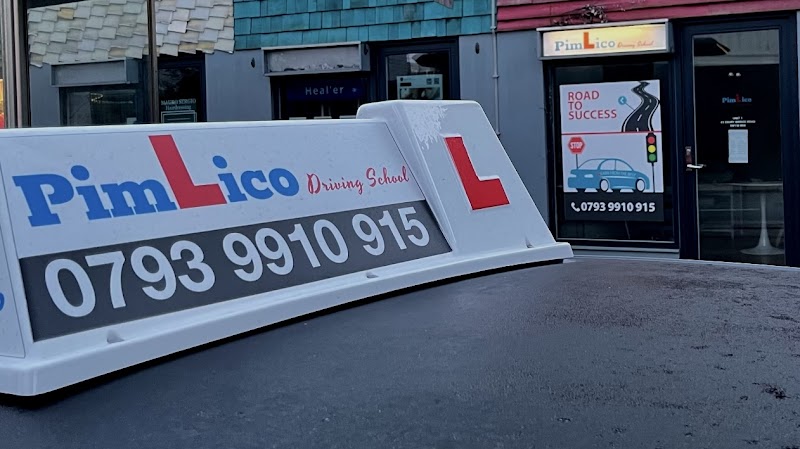 PimLico Driving School
0793 9910 915
L
Heal'er
PimLico Driving School
ROAD
TO
SUCCESS
STOP
0793 9910 915
PimLico